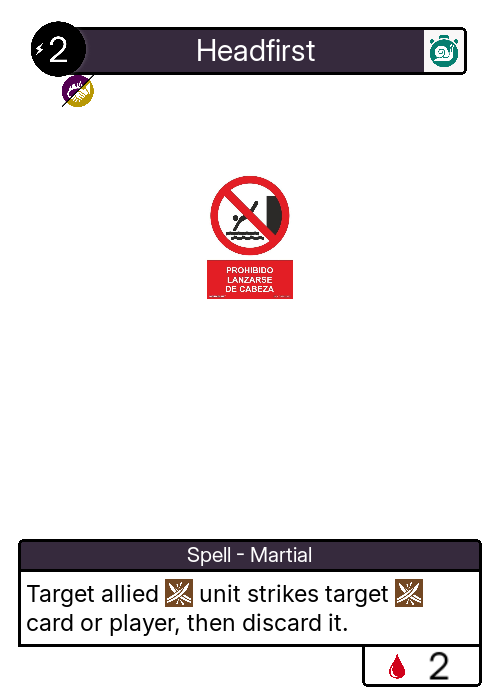 2
Headfirst
PROHIBIDO
LANZARSE
DE CABEZA
Spell - Martial
Target allied unit strikes target
card or player, then discard it.
2